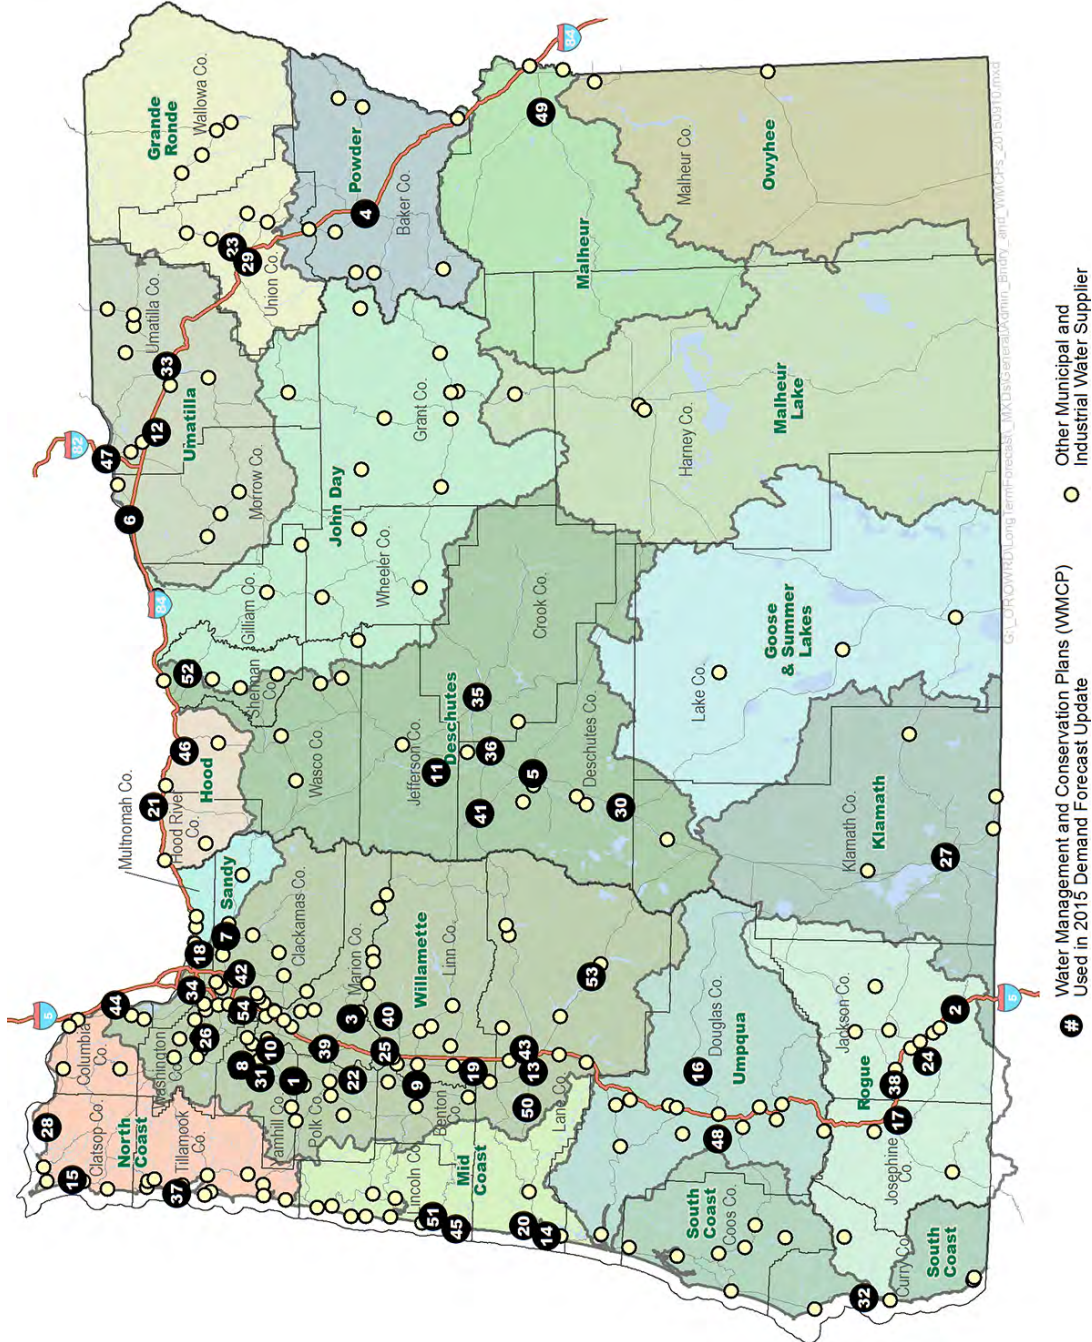 5
82
84
84
5
Multnomah Co.
Columbia
Co.
Clatsop Co.
North
Coast
Tillamook
Co.
Washington
Co.
Yamhill Co.
Polk Co.
Clackamas Co.
Marion Co.
Willamette
Linn Co.
Benton
Co.
Lincoln Co.
Mid
Coast
Lane Co.
Sandy
Hood River
Co.
Hood
Sherman
Co.
Wasco Co.
Gilliam Co.
Jefferson Co.
Deschutes
Wheeler Co.
Crook Co.
Deschutes Co.
John Day
Grant Co.
Morrow Co.
Umatilla
Umatilla Co.
Union Co.
Grande
Ronde
Wallowa Co.
Powder
Baker Co.
Malheur
Malheur Co.
Owyhee
Harney Co.
Malheur
Lake
Lake Co.
Goose
& Summer
Lakes
Klamath Co.
Klamath
Douglas Co.
Umpqua
Jackson Co.
Rogue
Josephine
Co.
South
Coast
Coos Co.
Curry Co.
South
Coast
28
15
37
44
34
18
7
42
54
26
8
10
31
1
39
3
40
22
25
9
19
43
13
50
53
51
45
20
14
21
46
52
11
35
36
41
5
30
6
47
12
33
23
29
4
49
16
48
27
2
24
38
17
32
# Water Management and Conservation Plans (WMCP)
Used in 2015 Demand Forecast Update
Other Municipal and
Industrial Water Supplier